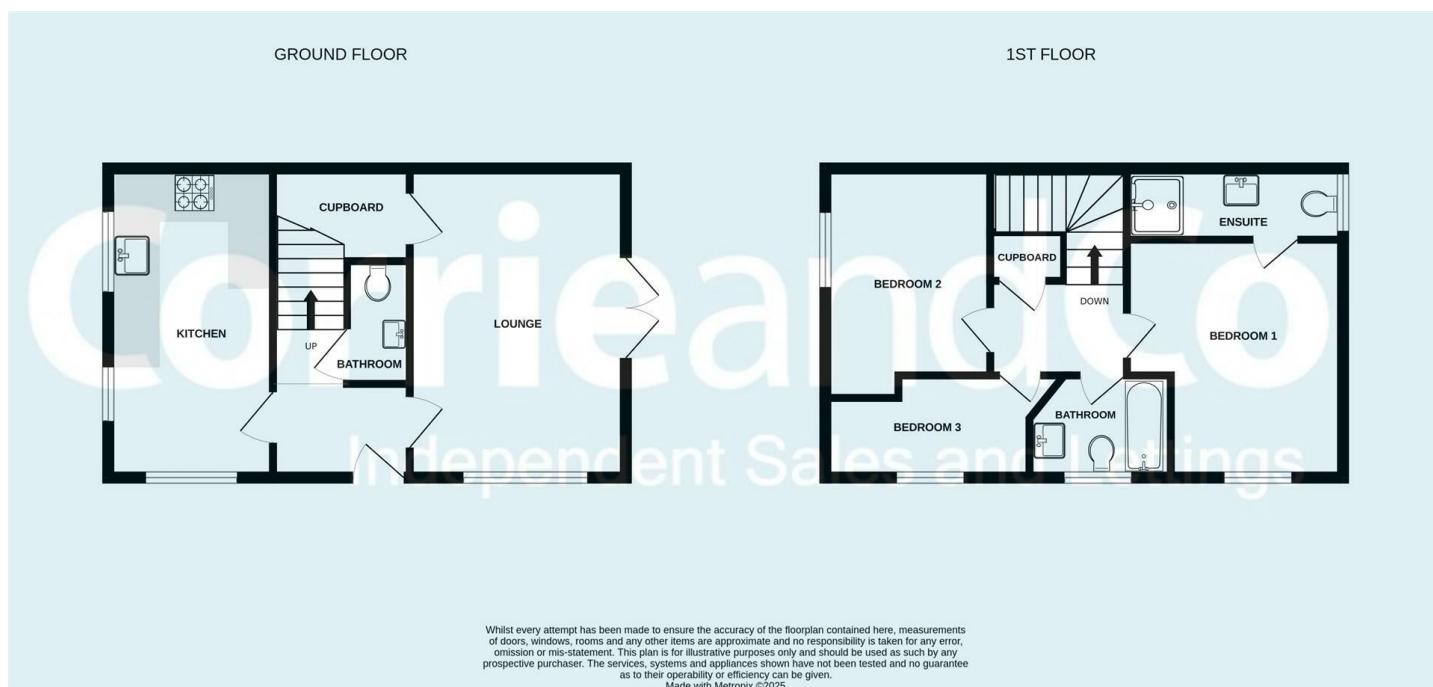 GROUND FLOOR
1ST FLOOR
CUPBOARD
KITCHEN
UP
BATHROOM
LOUNGE
BEDROOM 2
CUPBOARD
DOWN
ENSUITE
BEDROOM 1
BATHROOM
BEDROOM 3
CorrieandCo
Independent Sales and Lettings
Whilst every attempt has been made to ensure the accuracy of the floorplan contained here, measurements
of doors, windows, rooms and any other items are approximate and no responsibility is taken for any error,
omission or mis-statement. This plan is for illustrative purposes only and should be used as such by any
prospective purchaser. The services, systems and appliances shown have not been tested and no guarantee
as to their operability or efficiency can be given.
Made with Metropix ©2025